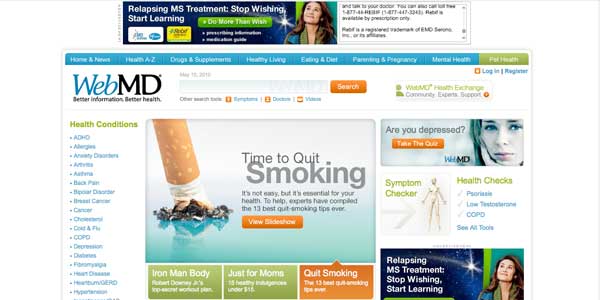 Relapsing MS Treatment: Stop Wishing,
Start Learning
» Do More Than Wish
• prescribing information
• medication guide
Pfizer
Rebif
and talk to your doctor. You can also call toll free
1-877-44-REBIF (1-877-447-3243). Rebif is
available by prescription only.
Rebif is a registered trademark of EMD Serono,
Inc., or its affiliates.
Home & News
Health A-Z
Drugs & Supplements
Healthy Living
Eating & Diet
Parenting & Pregnancy
Mental Health
Pet Health
Log in | Register
WebMD
Better information. Better health.
May 10, 2010
Search
Other search tools:
Symptoms |
Doctors |
Videos
WebMD Health Exchange
Community. Experts. Support.
Health Conditions
ADHD
Allergies
Anxiety Disorders
Arthritis
Asthma
Back Pain
Bipolar Disorder
Breast Cancer
Cancer
Cholesterol
Cold & Flu
COPD
Depression
Diabetes
Fibromyalgia
Heart Disease
Heartburn/GERD
Hypertension
Time to Quit
Smoking
It's not easy, but it's essential for your
health. To help, experts have compiled
the 13 best quit-smoking tips ever.
View Slideshow
Iron Man Body
Robert Downey Jr's
top-secret workout plan.
Just for Moms
15 healthy indulgences
under $15.
Quit Smoking
The 13 best quit-smoking
tips ever.
Are you depressed?
Take The Quiz
WebMD
Symptom
Checker
Health Checks
Psoriasis
Low Testosterone
COPD
See All Tools
Relapsing
MS Treatment:
Stop Wishing,
Start Learning